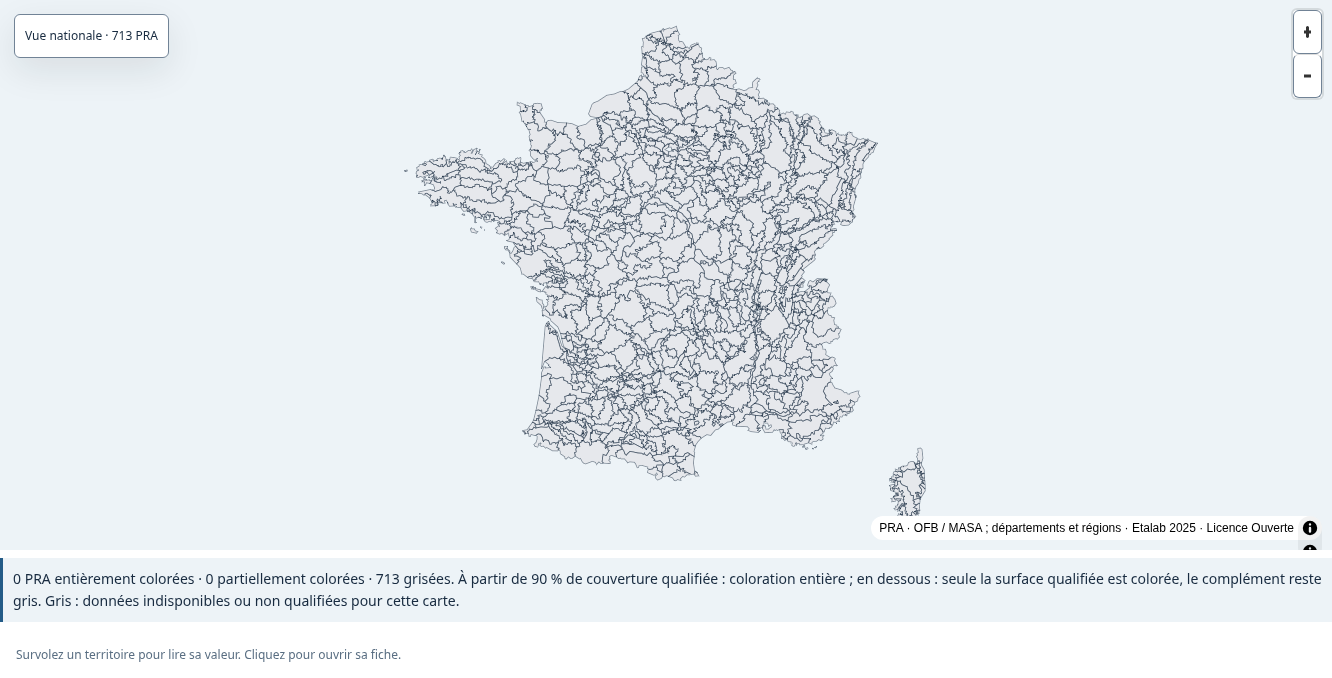 Vue nationale · 713 PRA
+
-
PRA · OFB / MASA ; départements et régions · Etalab 2025 · Licence Ouverte
0 PRA entièrement colorées · 0 partiellement colorées · 713 grisées. À partir de 90 % de couverture qualifiée : coloration entière ; en dessous : seule la surface qualifiée est colorée, le complément reste
gris. Gris : données indisponibles ou non qualifiées pour cette carte.
Survolez un territoire pour lire sa valeur. Cliquez pour ouvrir sa fiche.